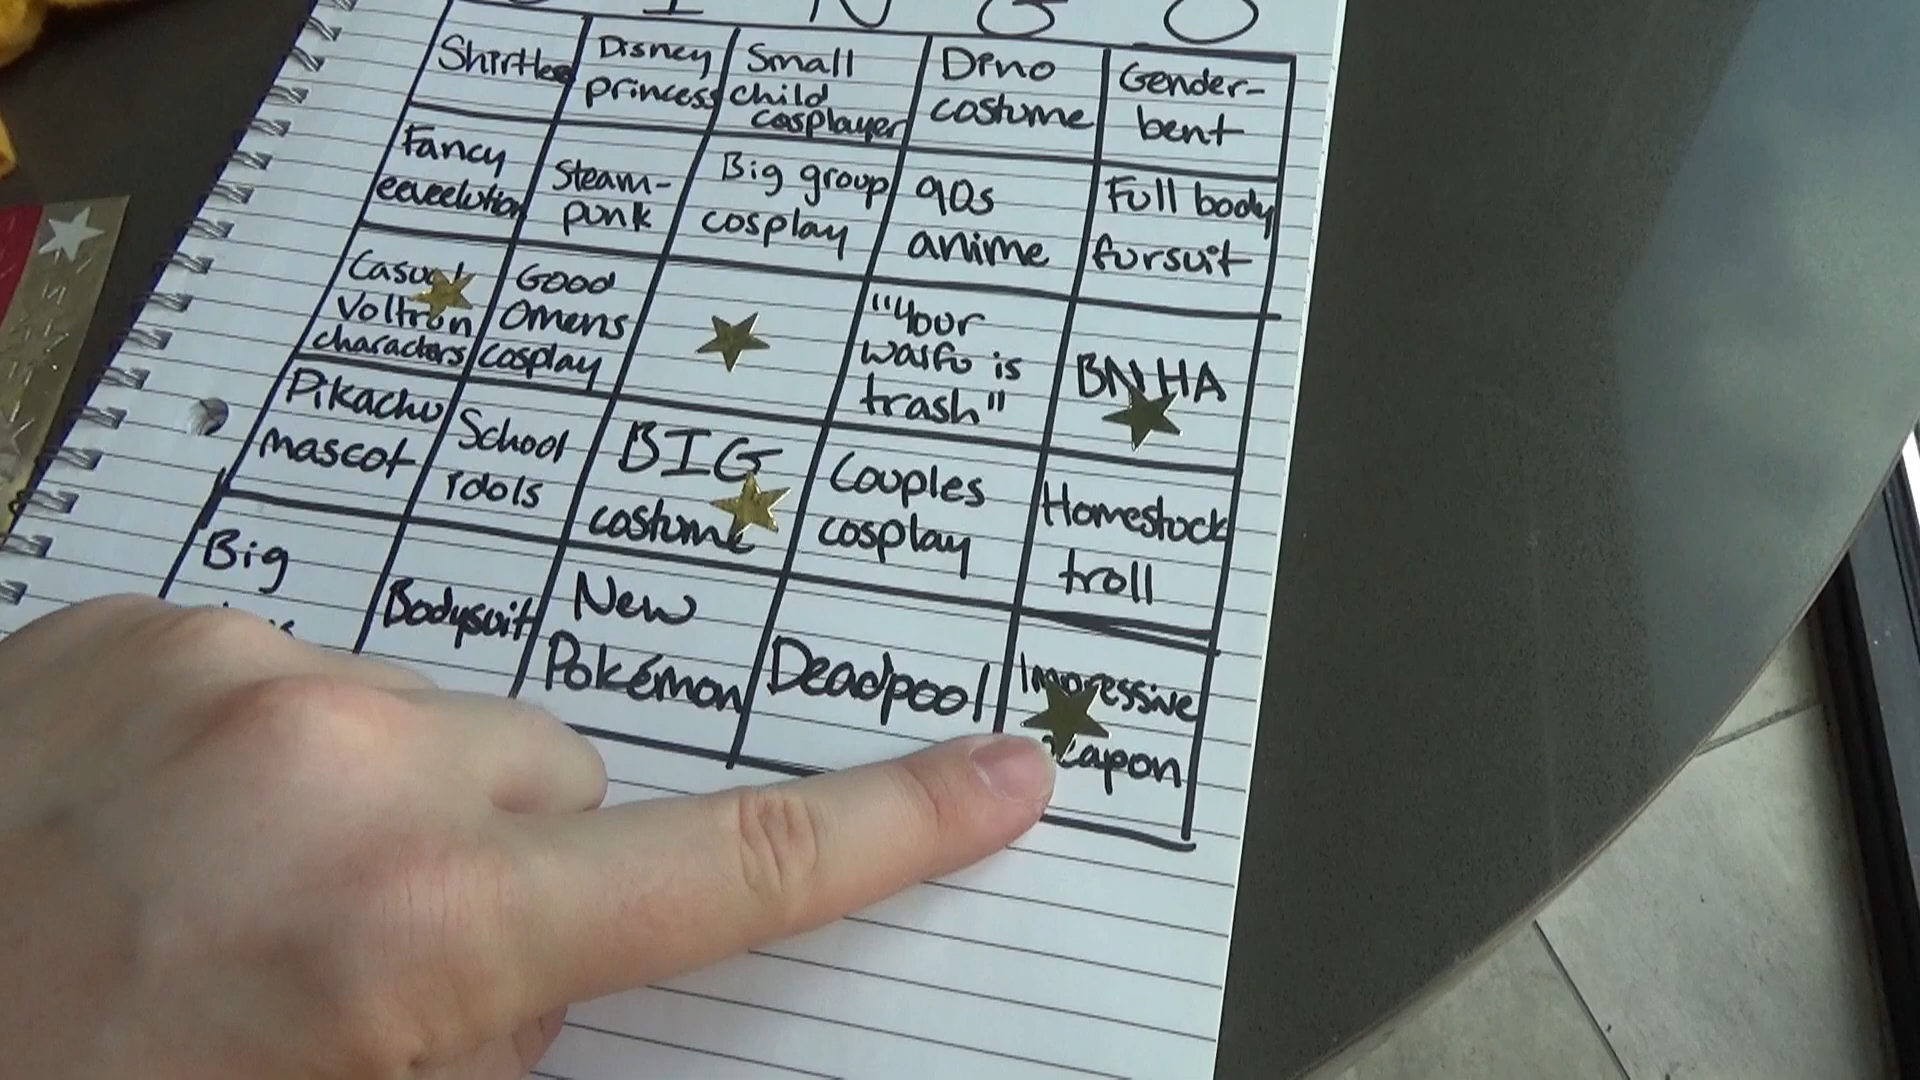 I N G O
Shirtless
Disney
princess
Small
child
cosplayer
Dino
costume
Gender-
bent
Fancy
eeveelution
Steam-
punk
Big group
cosplay
90s
anime
Full body
fursuit
Casual
Voltron
characters
Good
Omens
cosplay
"Your
waifu is
trash"
BNHA
Pikachu
mascot
School
idols
BIG
costume
Couples
cosplay
Homestuck
troll
Big
Bodysuit
New
Pokémon
Deadpool
Impressive
weapon